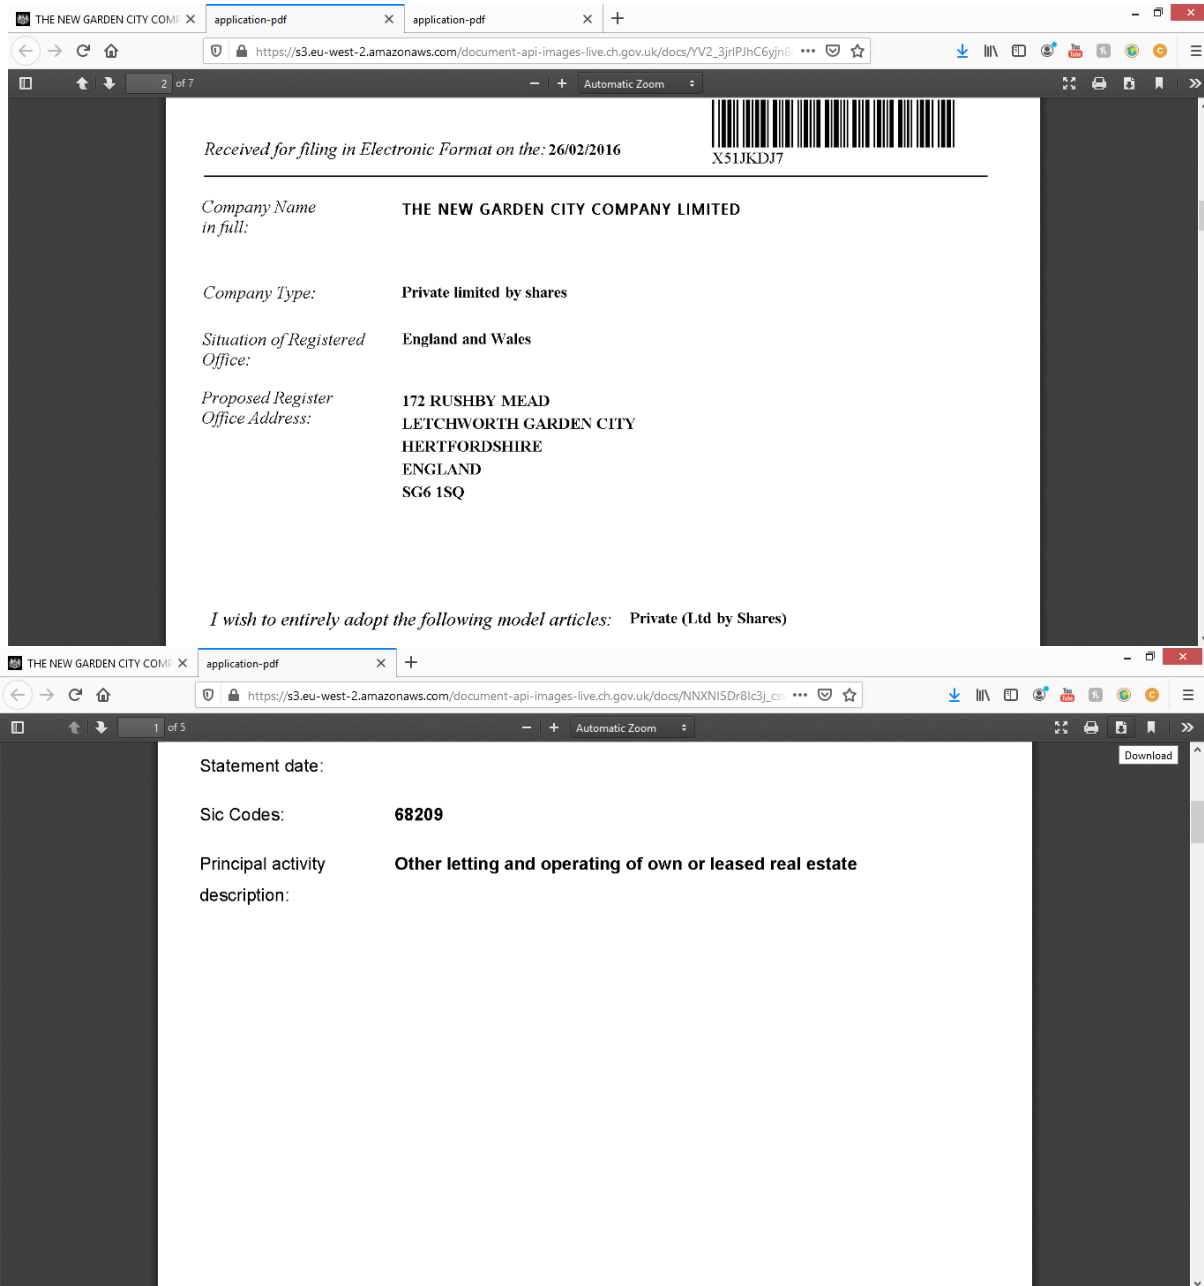 THE NEW GARDEN CITY COMP
application-pdf
application-pdf
https://s3.eu-west-2.amazonaws.com/document-api-images-live.ch.gov.uk/docs/
2 of 7
Automatic Zoom
Received for filing in Electronic Format on the: 26/02/2016
X51JKDJ7
Company Name in full: THE NEW GARDEN CITY COMPANY LIMITED
Company Type: Private limited by shares
Situation of Registered Office: England and Wales
Proposed Register Office Address: 172 RUSHBY MEAD
LETCHWORTH GARDEN CITY
HERTFORDSHIRE
ENGLAND
SG6 1SQ
I wish to entirely adopt the following model articles: Private (Ltd by Shares)
THE NEW GARDEN CITY COMP
application-pdf
https://s3.eu-west-2.amazonaws.com/document-api-images-live.ch.gov.uk/docs/
1 of 5
Automatic Zoom
Download
Statement date:
Sic Codes: 68209
Principal activity description: Other letting and operating of own or leased real estate